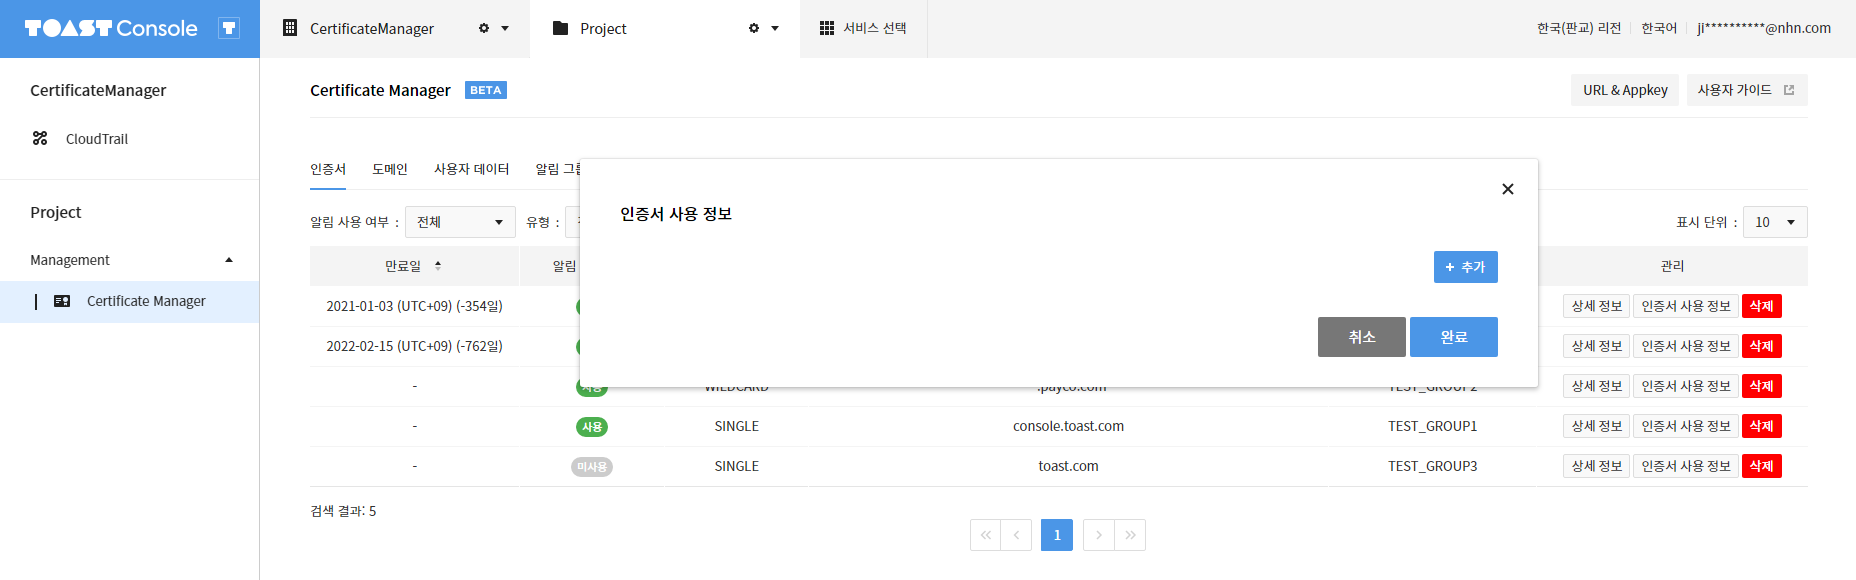 TOAST Console
CertificateManager
Project
서비스 선택
한국(판교) 리전
한국어
ji**********@nhn.com
CertificateManager
CloudTrail
Project
Management
Certificate Manager
Certificate Manager BETA
URL & Appkey
사용자 가이드
인증서
도메인
사용자 데이터
알림 그룹
알림 사용 여부 : 전체
유형 :
표시 단위 : 10
인증서 사용 정보
+ 추가
취소
완료
만료일
알림
관리
2021-01-03 (UTC+09) (-354일)
상세 정보 인증서 사용 정보 삭제
2022-02-15 (UTC+09) (-762일)
상세 정보 인증서 사용 정보 삭제
- 사용 WILDCARD .payco.com TEST_GROUP2 상세 정보 인증서 사용 정보 삭제
- 사용 SINGLE console.toast.com TEST_GROUP1 상세 정보 인증서 사용 정보 삭제
- 미사용 SINGLE toast.com TEST_GROUP3 상세 정보 인증서 사용 정보 삭제
검색 결과: 5
1